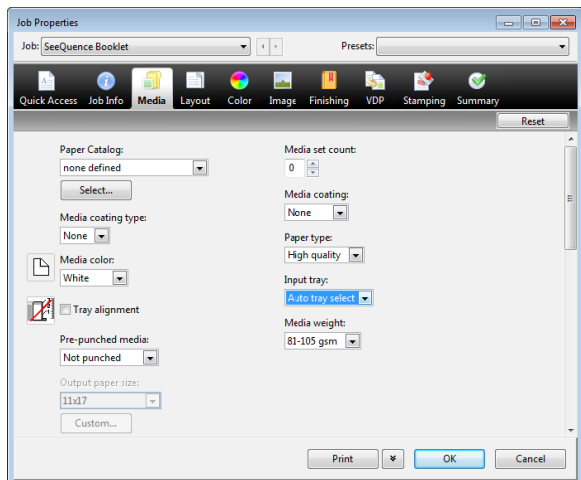 Job Properties
Job: SeeQuence Booklet Presets:
Quick Access Job Info Media Layout Color Image Finishing VDP Stamping Summary
Reset
Paper Catalog:
none defined
Select...
Media coating type:
None
Media color:
White
Tray alignment
Pre-punched media:
Not punched
Output paper size:
11x17
Custom...
Media set count:
0
Media coating:
None
Paper type:
High quality
Input tray:
Auto tray select
Media weight:
81-105 gsm
Print OK Cancel